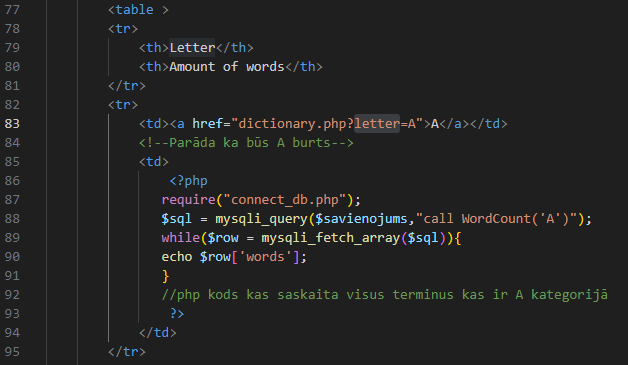 77 <table >
78 <tr>
79 <th>Letter</th>
80 <th>Amount of words</th>
81 </tr>
82 <tr>
83 <td><a href="dictionary.php?letter=A">A</a></td>
84 <!--Parāda ka būs A burts-->
85 <td>
86 <?php
87 require("connect_db.php");
88 $sql = mysqli_query($savienojums,"call WordCount('A')");
89 while($row = mysqli_fetch_array($sql)){
90 echo $row['words'];
91 }
92 //php kods kas saskaita visus terminus kas ir A kategorijā
93 ?>
94 </td>
95 </tr>